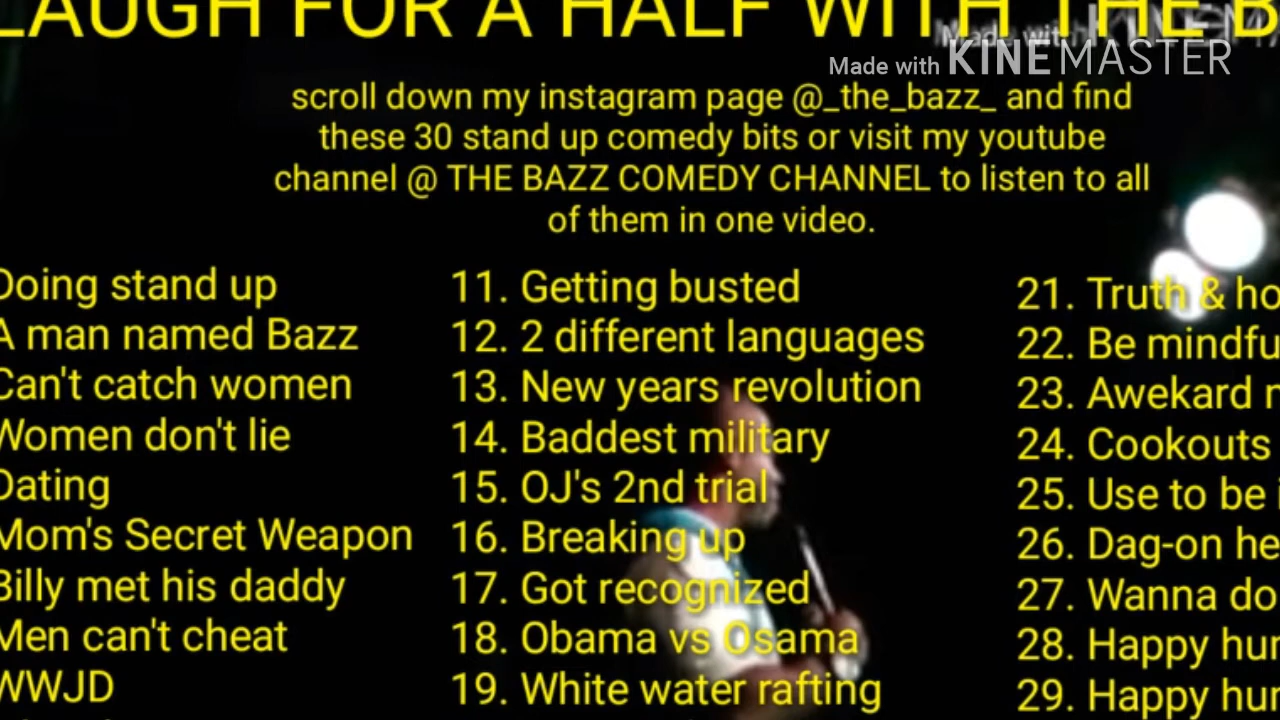 LAUGH FOR A HALF WITH THE B
Made with KINEMASTER
scroll down my instagram page @_the_bazz_ and find
these 30 stand up comedy bits or visit my youtube
channel @ THE BAZZ COMEDY CHANNEL to listen to all
of them in one video.
Doing stand up
A man named Bazz
Can't catch women
Women don't lie
Dating
Mom's Secret Weapon
Billy met his daddy
Men can't cheat
WWJD
11. Getting busted
12. 2 different languages
13. New years revolution
14. Baddest military
15. OJ's 2nd trial
16. Breaking up
17. Got recognized
18. Obama vs Osama
19. White water rafting
21. Truth & ho
22. Be mindfu
23. Awekard
24. Cookouts
25. Use to be
26. Dag-on he
27. Wanna do
28. Happy hu
29. Happy hu